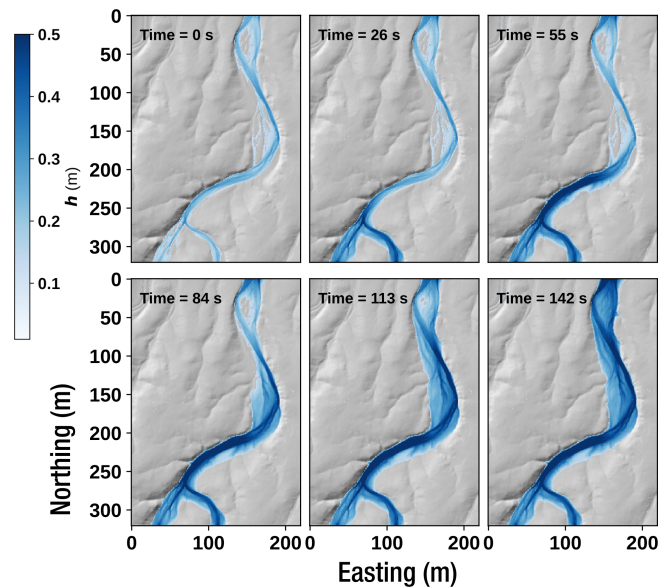 0.5
0.4
0.3
0.2
0.1
h (m)
0
50
100
150
200
250
300
Time = 0 s
Time = 26 s
Time = 55 s
0
50
100
150
200
250
300
Time = 84 s
Time = 113 s
Time = 142 s
0 100 200 0 100 200 0 100 200
Northing (m)
Easting (m)